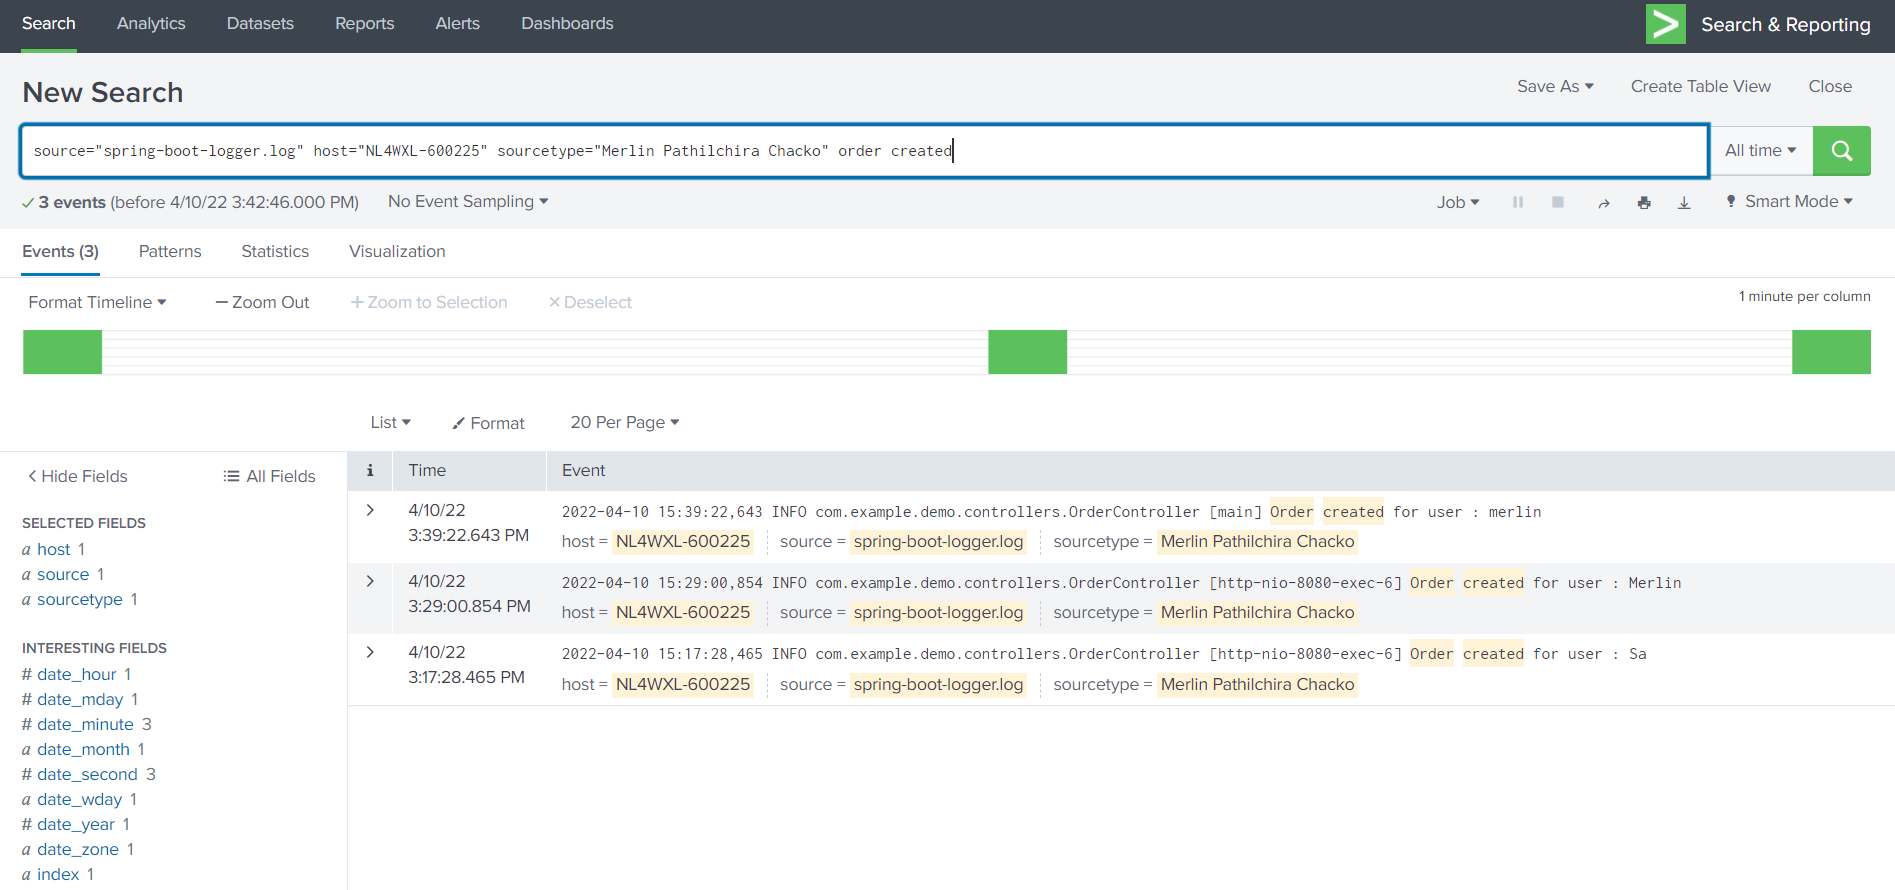 Search Analytics Datasets Reports Alerts Dashboards Search & Reporting
New Search Save As Create Table View Close
source="spring-boot-logger.log" host="NL4WXL-600225" sourcetype="Merlin Pathilchira Chacko" order created All time
3 events (before 4/10/22 3:42:46.000 PM) No Event Sampling Job Smart Mode
Events (3) Patterns Statistics Visualization
Format Timeline — Zoom Out + Zoom to Selection × Deselect 1 minute per column
List Format 20 Per Page
< Hide Fields All Fields
SELECTED FIELDS
a host 1
a source 1
a sourcetype 1
INTERESTING FIELDS
# date_hour 1
# date_mday 1
# date_minute 3
a date_month 1
# date_second 3
a date_wday 1
# date_year 1
a date_zone 1
a index 1
i Time Event
> 4/10/22 2022-04-10 15:39:22,643 INFO com.example.demo.controllers.OrderController [main] Order created for user : merlin
3:39:22.643 PM host = NL4WXL-600225 source = spring-boot-logger.log sourcetype = Merlin Pathilchira Chacko
> 4/10/22 2022-04-10 15:29:00,854 INFO com.example.demo.controllers.OrderController [http-nio-8080-exec-6] Order created for user : Merlin
3:29:00.854 PM host = NL4WXL-600225 source = spring-boot-logger.log sourcetype = Merlin Pathilchira Chacko
> 4/10/22 2022-04-10 15:17:28,465 INFO com.example.demo.controllers.OrderController [http-nio-8080-exec-6] Order created for user : Sa
3:17:28.465 PM host = NL4WXL-600225 source = spring-boot-logger.log sourcetype = Merlin Pathilchira Chacko